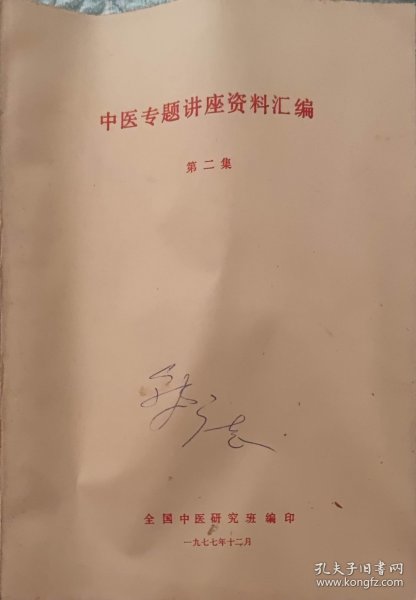 中医专题讲座资料汇编
第二集
全国中医研究班编印
一九七七年十二月
孔夫子旧书网
https://book.kongfz.com